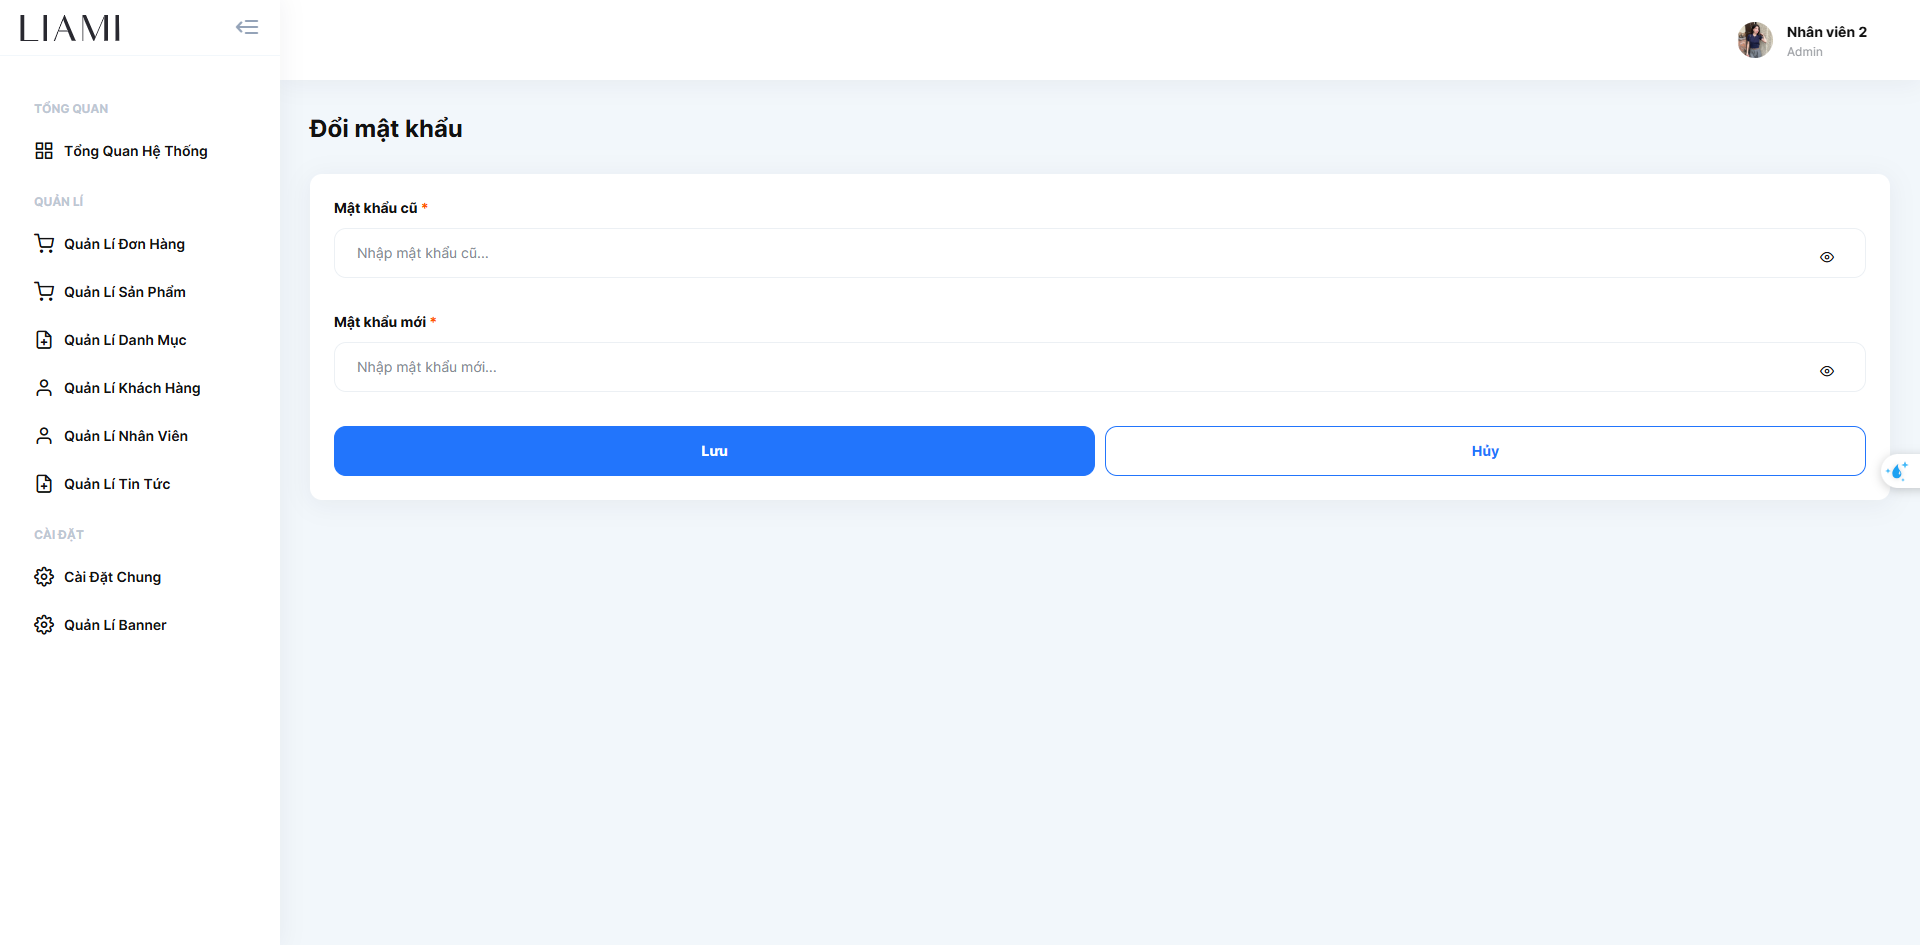 LIAMI
Nhân viên 2
Admin
TỔNG QUAN
Tổng Quan Hệ Thống
QUẢN LÍ
Quản Lí Đơn Hàng
Quản Lí Sản Phẩm
Quản Lí Danh Mục
Quản Lí Khách Hàng
Quản Lí Nhân Viên
Quản Lí Tin Tức
CÀI ĐẶT
Cài Đặt Chung
Quản Lí Banner
Đổi mật khẩu
Mật khẩu cũ *
Nhập mật khẩu cũ...
Mật khẩu mới *
Nhập mật khẩu mới...
Lưu
Hủy